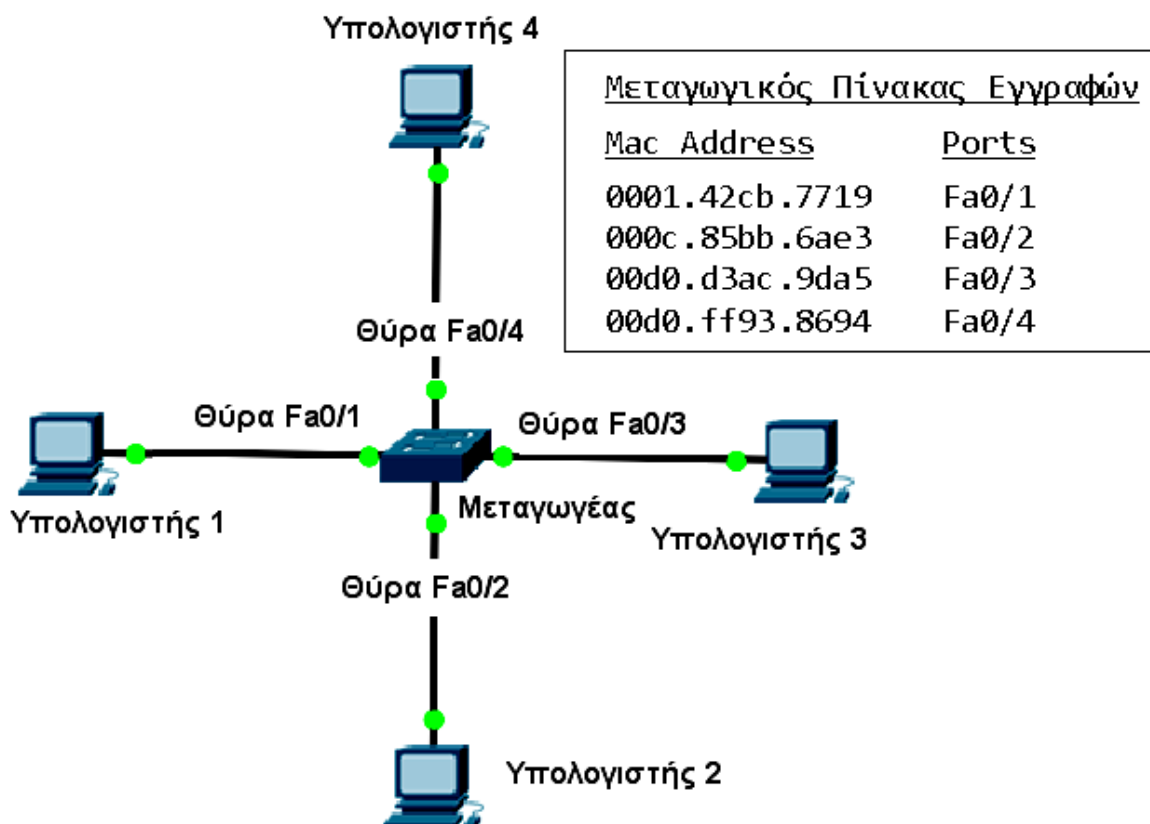 Υπολογιστής 4
Μεταγωγικός Πίνακας Εγγραφών
Mac Address Ports
0001.42cb.7719 Fa0/1
000c.85bb.6ae3 Fa0/2
00d0.d3ac.9da5 Fa0/3
00d0.ff93.8694 Fa0/4
Θύρα Fa0/4
Θύρα Fa0/1
Θύρα Fa0/3
Μεταγωγέας
Υπολογιστής 1
Υπολογιστής 3
Θύρα Fa0/2
Υπολογιστής 2